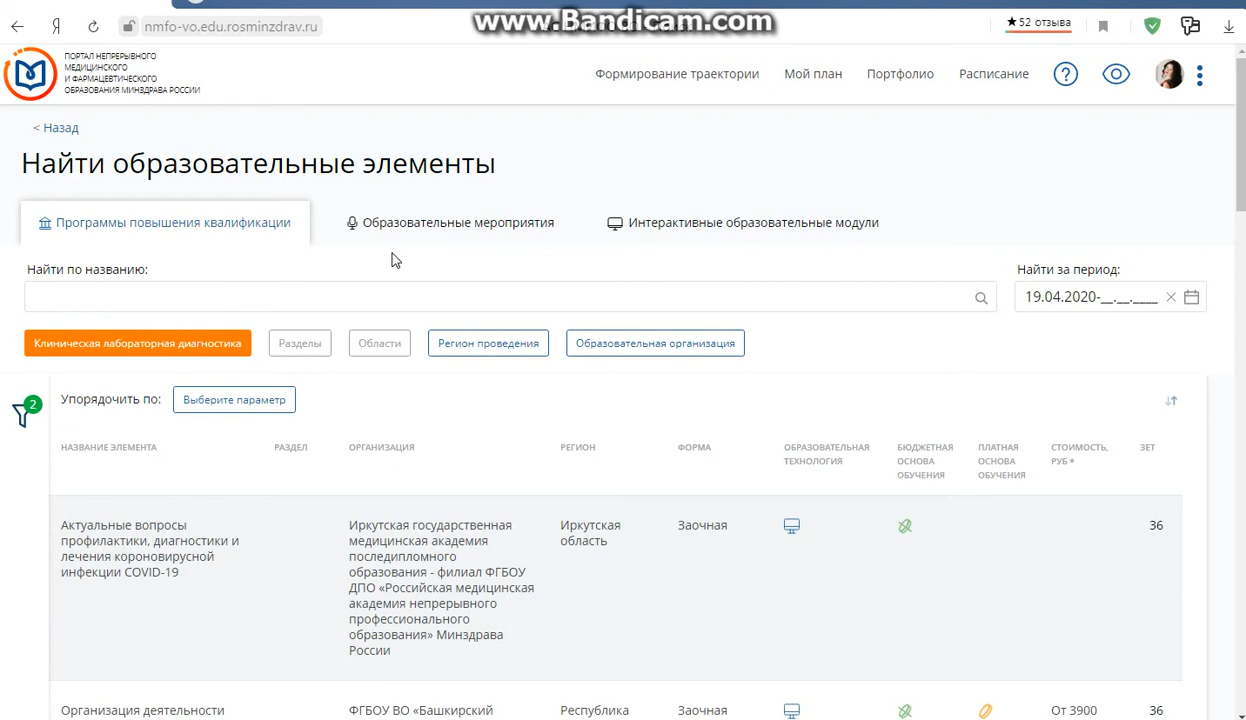 www.Bandicam.com
Я
nmfo-vo.edu.rosminzdrav.ru
★52 отзыва
ПОРТАЛ НЕПРЕРЫВНОГО
МЕДИЦИНСКОГО
И ФАРМАЦЕВТИЧЕСКОГО
ОБРАЗОВАНИЯ МИНЗДРАВА РОССИИ
Формирование траектории
Мой план
Портфолио
Расписание
?
< Назад
Найти образовательные элементы
Программы повышения квалификации
Образовательные мероприятия
Интерактивные образовательные модули
Найти по названию:
Найти за период:
19.04.2020-__.__.____
Клиническая лабораторная диагностика
Разделы
Области
Регион проведения
Образовательная организация
2
Упорядочить по:
Выберите параметр
НАЗВАНИЕ ЭЛЕМЕНТА
РАЗДЕЛ
ОРГАНИЗАЦИЯ
РЕГИОН
ФОРМА
ОБРАЗОВАТЕЛЬНАЯ
ТЕХНОЛОГИЯ
БЮДЖЕТНАЯ
ОСНОВА
ОБУЧЕНИЯ
ПЛАТНАЯ
ОСНОВА
ОБУЧЕНИЯ
СТОИМОСТЬ,
РУБ *
ЗЕТ
Актуальные вопросы
профилактики, диагностики и
лечения короновирусной
инфекции COVID-19
Иркутская государственная
медицинская академия
последипломного
образования - филиал ФГБОУ
ДПО «Российская медицинская
академия непрерывного
профессионального
образования» Минздрава
России
Иркутская
область
Заочная
36
Организация деятельности
ФГБОУ ВО «Башкирский
Республика
Заочная
От 3900
36